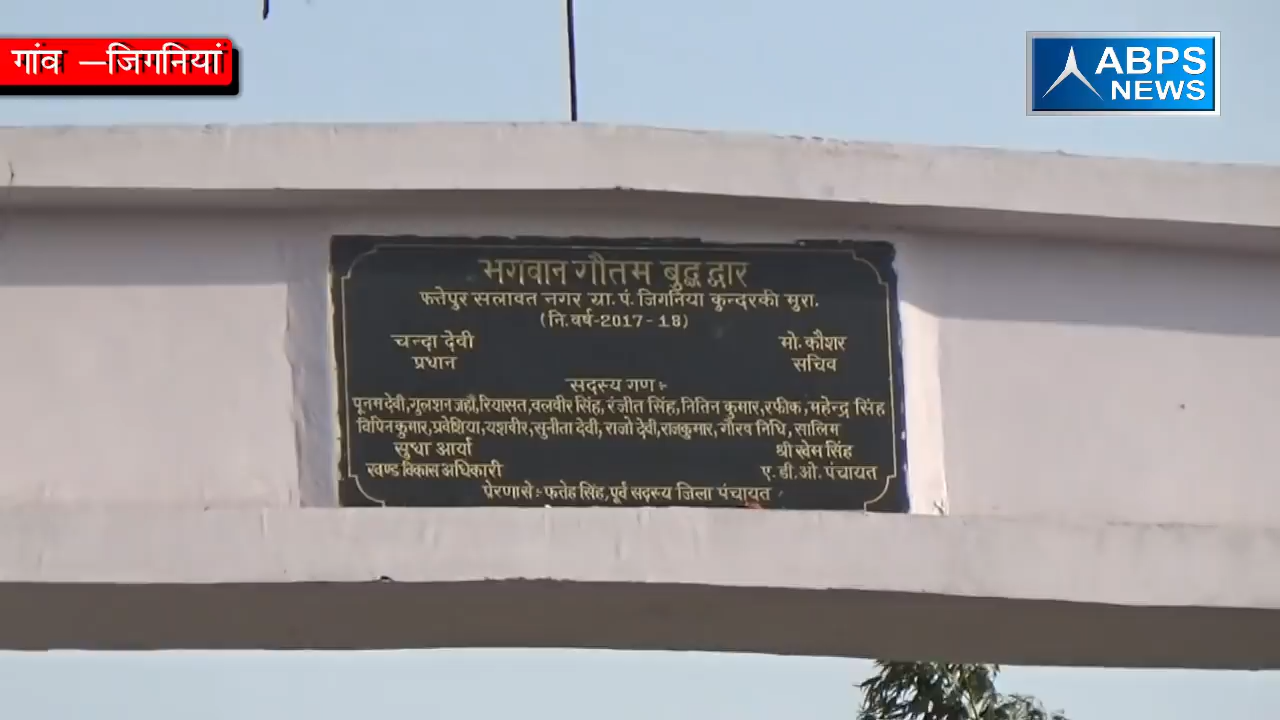 गांव –जिगनियां
ABPS
NEWS
भगवान गौतम बुद्ध द्वार
फत्तेपुर सलावत नगर ग्रा. पं. जिगनिया कुन्दरकी मुरा.
(नि. वर्ष-2017-18)
चन्दा देवी मो. कौशर
प्रधान सचिव
सदस्य गण :-
पूनम देवी, गुलशन जहाँ, रियासत, वलवीर सिंह, रंजीत सिंह, नितिन कुमार, रफीक, महेन्द्र सिंह
विपिन कुमार, प्रवेशिया, यशवीर, सुनीता देवी, राजो देवी, राजकुमार, गौरव निधि, सालिम
सुधा आर्या श्री खेम सिंह
खण्ड विकास अधिकारी ए. डी. ओ. पंचायत
प्रेरणा से :- फतेह सिंह, पूर्व सदस्य जिला पंचायत